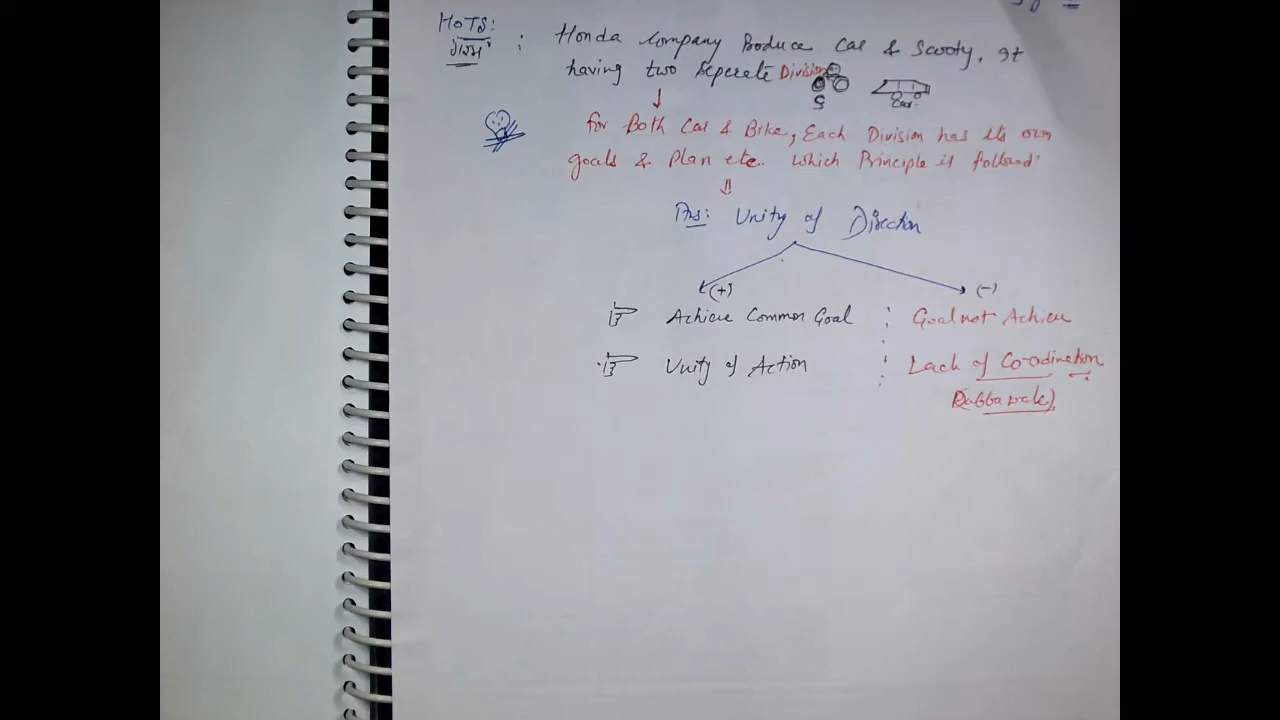 HOTS:
: Honda Company Produce Car & Scooty, It
having two Seperate Division
S
Car
for Both Car & Bike, Each Division has its own
goals & Plan etc.. which Principle is followed?
Ans: Unity of Direction
(+) (-)
Achieve Common Goal : Goal not Achieve
Unity of Action : Lack of Co-ordination